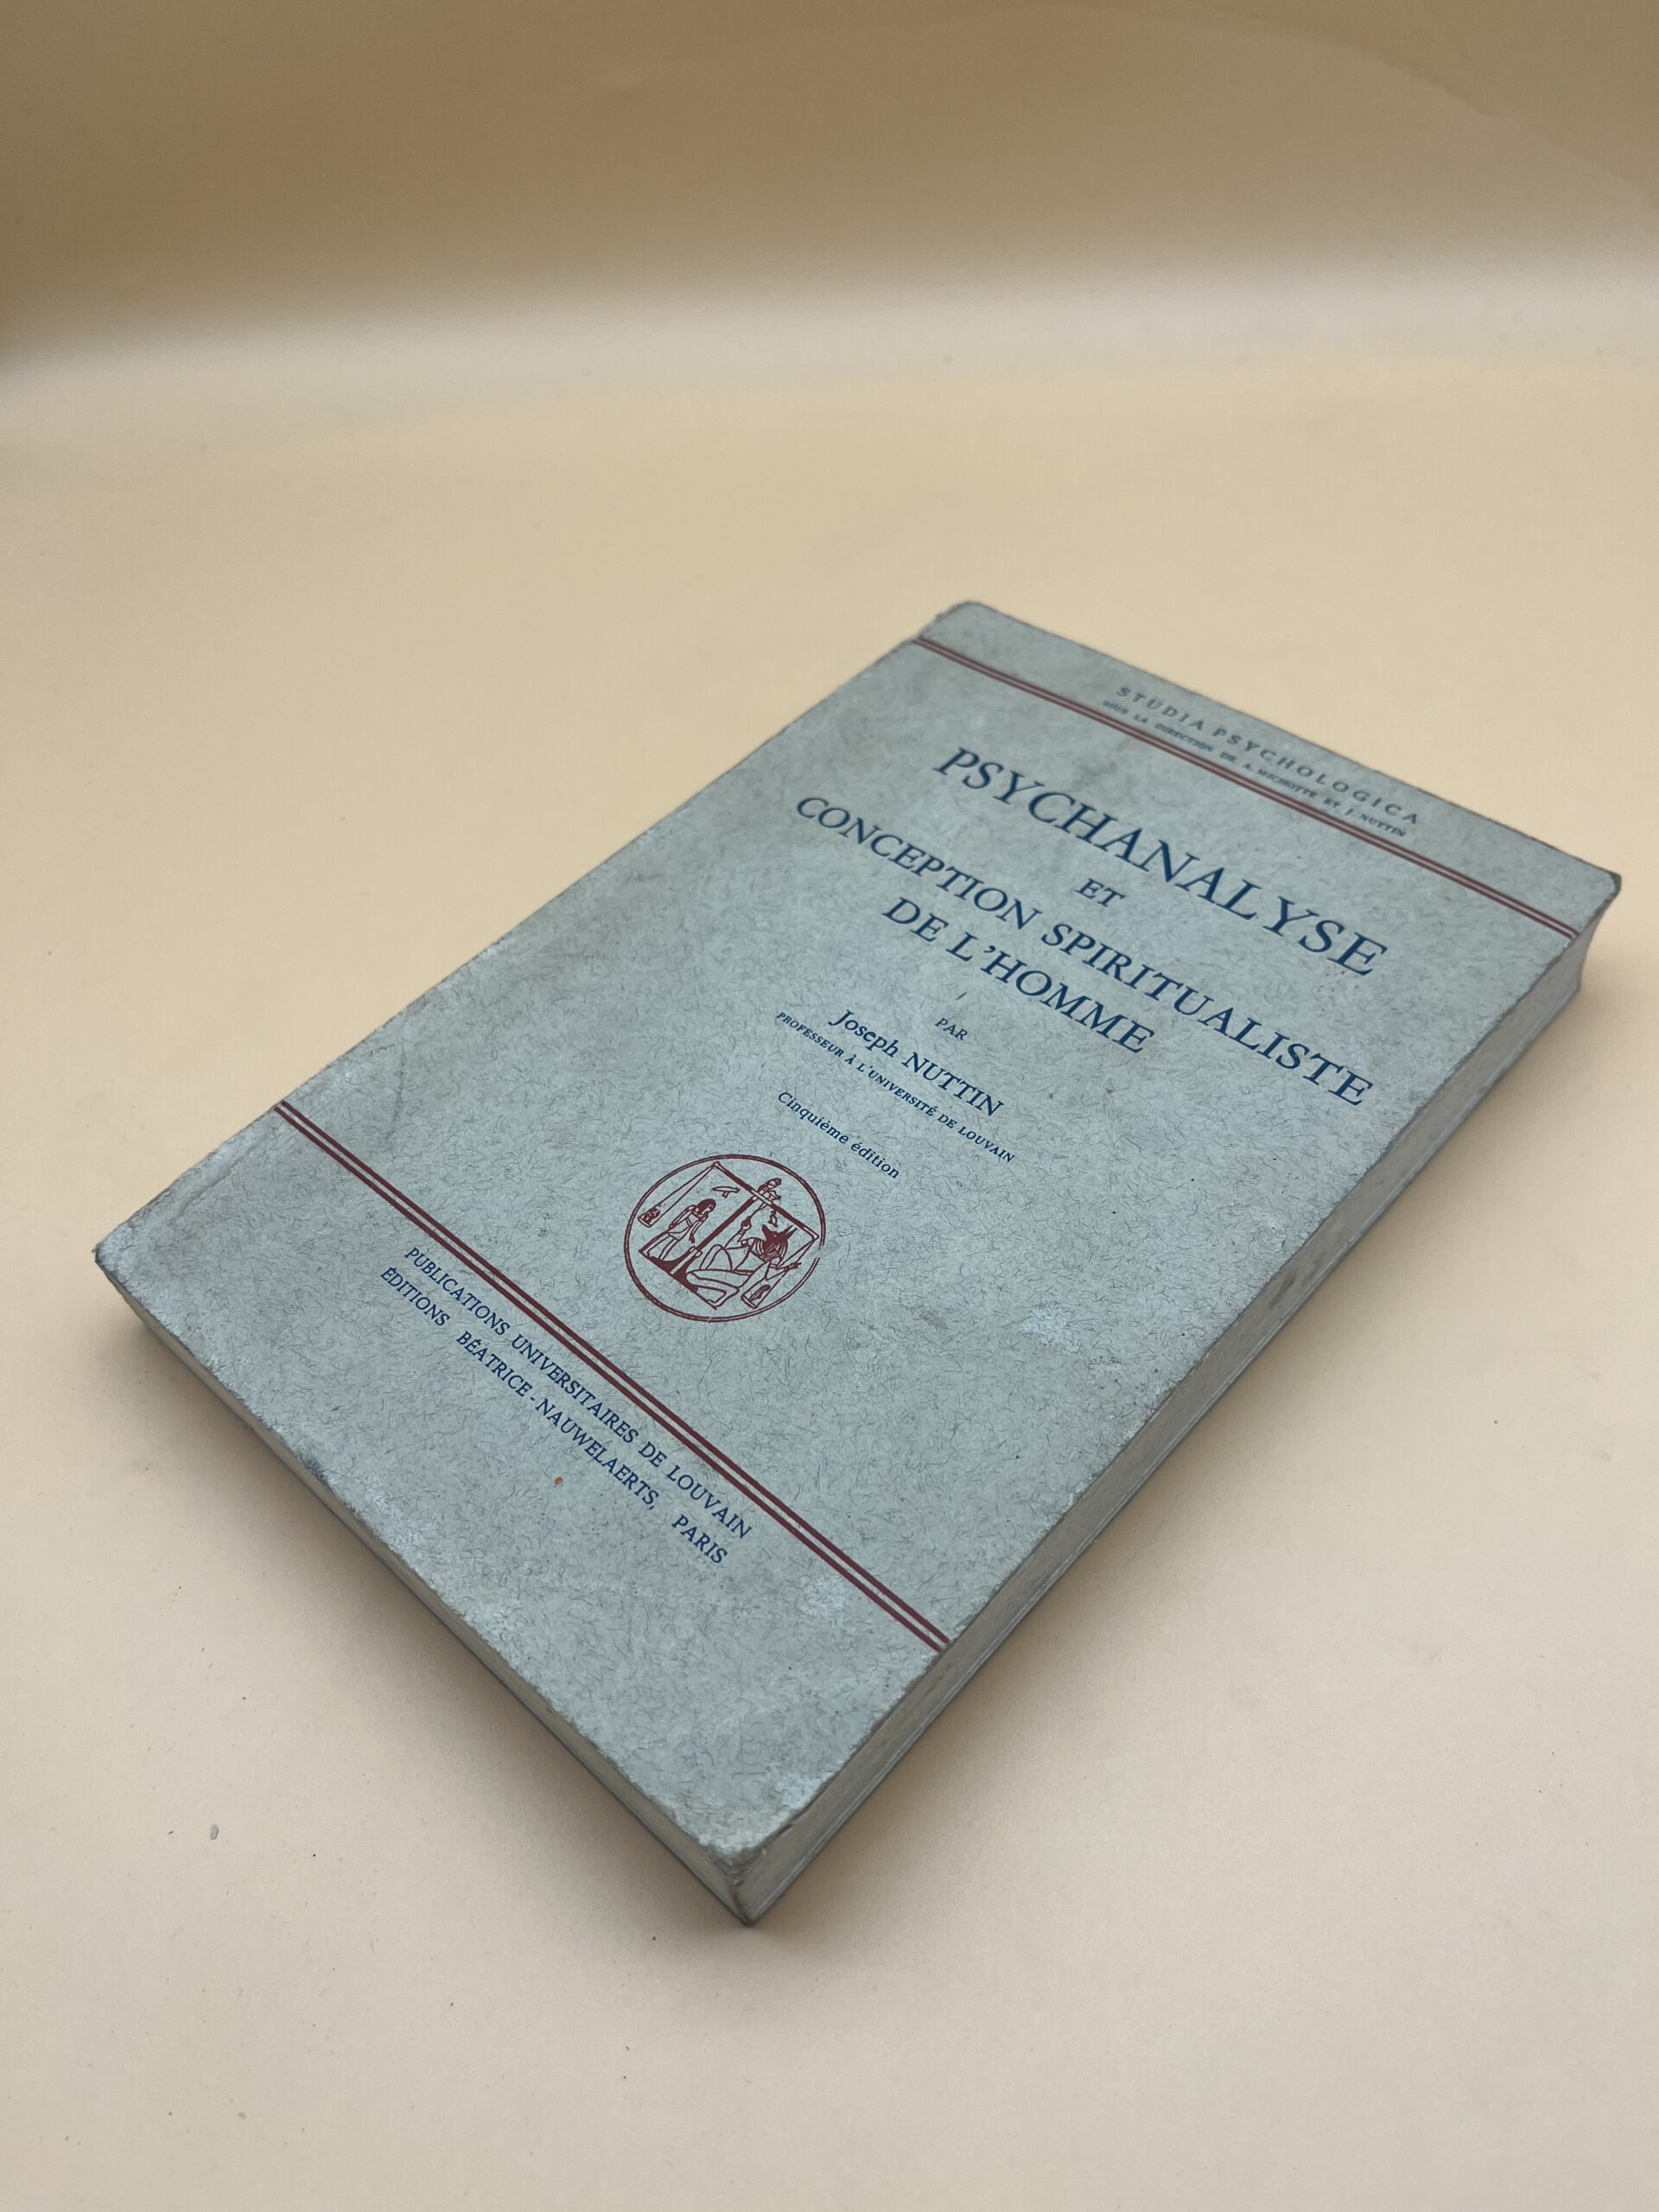 STUDIA PSYCHOLOGICA
SOUS LA DIRECTION DE A. MICHOTTE ET J. NUTTIN
PSYCHANALYSE
ET
CONCEPTION SPIRITUALISTE
DE L'HOMME
PAR
Joseph NUTTIN
PROFESSEUR À L'UNIVERSITÉ DE LOUVAIN
Cinquième édition
PUBLICATIONS UNIVERSITAIRES DE LOUVAIN
ÉDITIONS BÉATRICE-NAUWELAERTS, PARIS